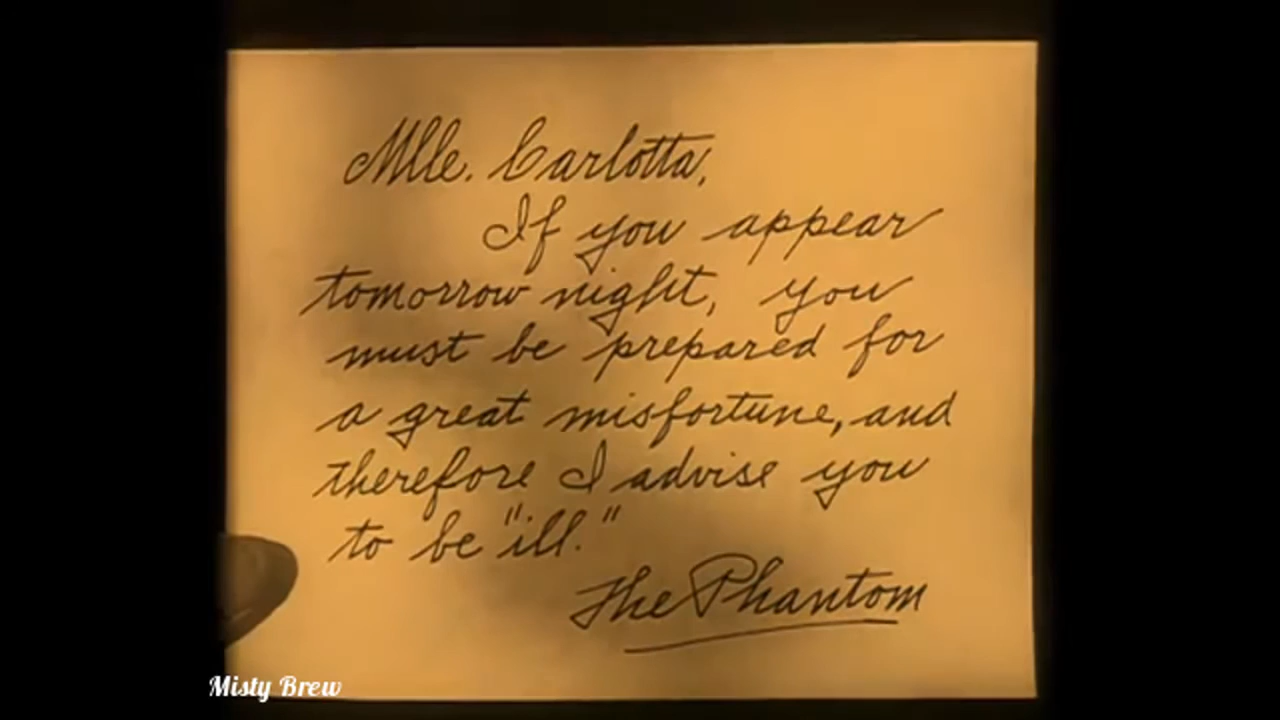 Mlle. Carlotta,
If you appear
tomorrow night, you
must be prepared for
a great misfortune, and
therefore I advise you
to be "ill."
The Phantom
Misty Brew